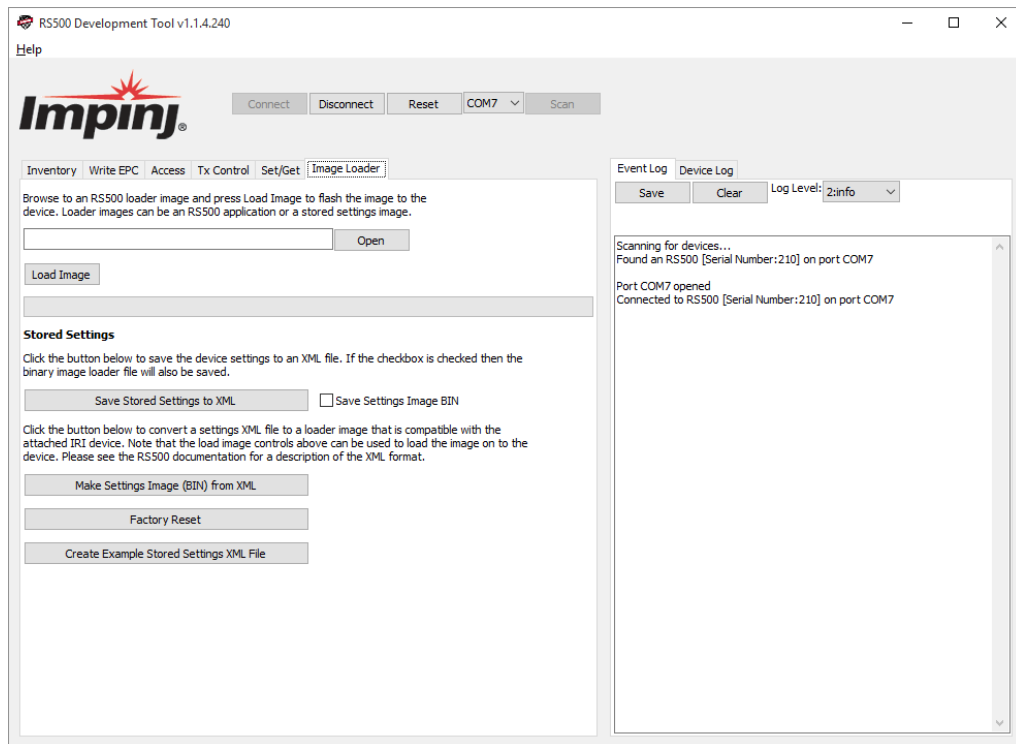 RS500 Development Tool v1.1.4.240
Help
Impinj®
Connect
Disconnect
Reset
COM7
Scan
Inventory
Write EPC
Access
Tx Control
Set/Get
Image Loader
Browse to an RS500 loader image and press Load Image to flash the image to the
device. Loader images can be an RS500 application or a stored settings image.
Open
Load Image
Stored Settings
Click the button below to save the device settings to an XML file. If the checkbox is checked then the
binary image loader file will also be saved.
Save Stored Settings to XML
Save Settings Image BIN
Click the button below to convert a settings XML file to a loader image that is compatible with the
attached IRI device. Note that the load image controls above can be used to load the image on to the
device. Please see the RS500 documentation for a description of the XML format.
Make Settings Image (BIN) from XML
Factory Reset
Create Example Stored Settings XML File
Event Log
Device Log
Save
Clear
Log Level:
2:info
Scanning for devices...
Found an RS500 [Serial Number:210] on port COM7
Port COM7 opened
Connected to RS500 [Serial Number:210] on port COM7